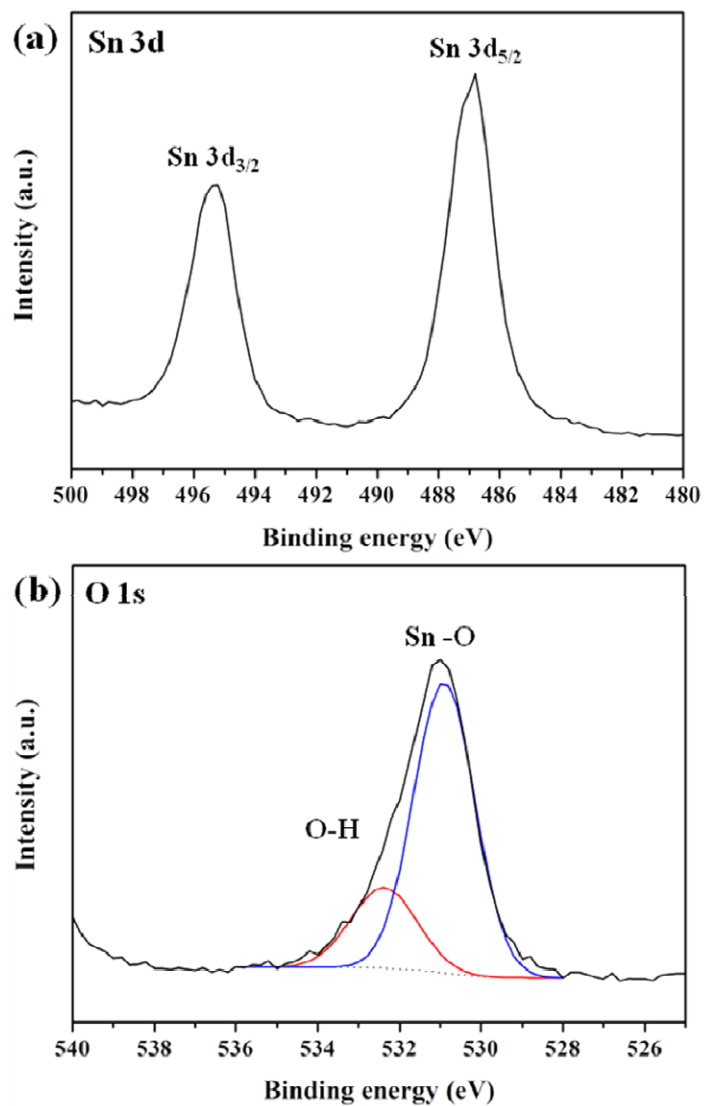 (a) Sn 3d
Sn 3d5/2
Sn 3d3/2
Intensity (a.u.)
500 498 496 494 492 490 488 486 484 482 480
Binding energy (eV)
(b) O 1s
Sn -O
O-H
Intensity (a.u.)
540 538 536 534 532 530 528 526
Binding energy (eV)